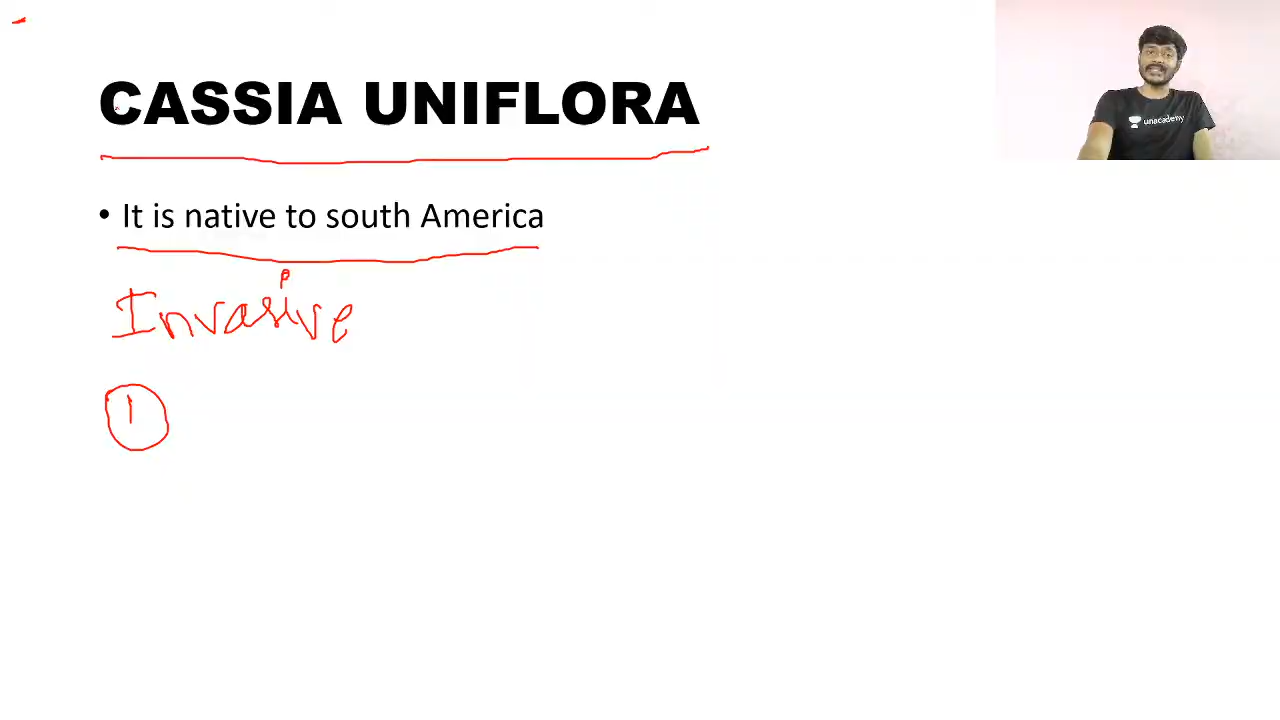 CASSIA UNIFLORA
unacademy
• It is native to south America
Invasive
1